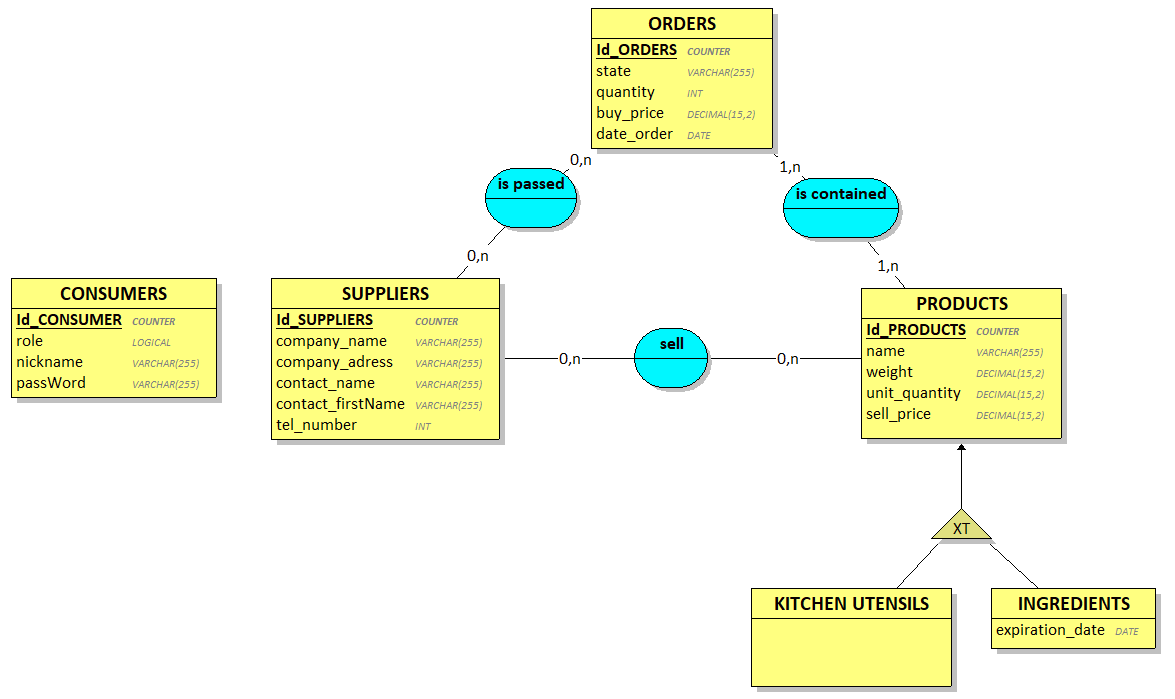 ORDERS
Id_ORDERS COUNTER
state VARCHAR(255)
quantity INT
buy_price DECIMAL(15,2)
date_order DATE
0,n
1,n
is passed
is contained
0,n
1,n
CONSUMERS
Id_CONSUMER COUNTER
role LOGICAL
nickname VARCHAR(255)
passWord VARCHAR(255)
SUPPLIERS
Id_SUPPLIERS COUNTER
company_name VARCHAR(255)
company_adress VARCHAR(255)
contact_name VARCHAR(255)
contact_firstName VARCHAR(255)
tel_number INT
0,n
sell
0,n
PRODUCTS
Id_PRODUCTS COUNTER
name VARCHAR(255)
weight DECIMAL(15,2)
unit_quantity DECIMAL(15,2)
sell_price DECIMAL(15,2)
XT
KITCHEN UTENSILS
INGREDIENTS
expiration_date DATE